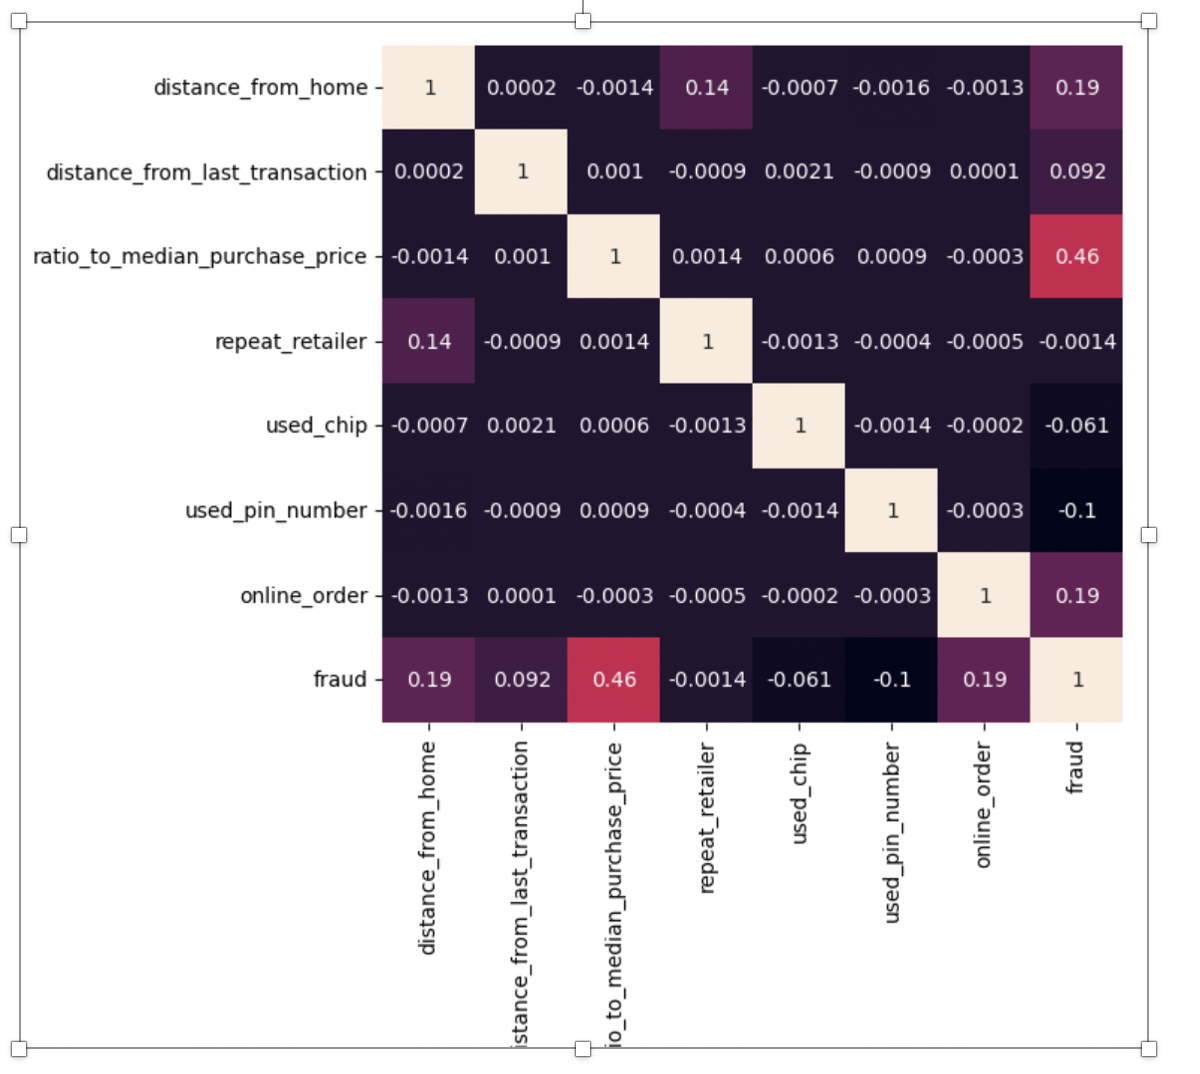 distance_from_home 1 0.0002 -0.0014 0.14 -0.0007 -0.0016 -0.0013 0.19
distance_from_last_transaction 0.0002 1 0.001 -0.0009 0.0021 -0.0009 0.0001 0.092
ratio_to_median_purchase_price -0.0014 0.001 1 0.0014 0.0006 0.0009 -0.0003 0.46
repeat_retailer 0.14 -0.0009 0.0014 1 -0.0013 -0.0004 -0.0005 -0.0014
used_chip -0.0007 0.0021 0.0006 -0.0013 1 -0.0014 -0.0002 -0.061
used_pin_number -0.0016 -0.0009 0.0009 -0.0004 -0.0014 1 -0.0003 -0.1
online_order -0.0013 0.0001 -0.0003 -0.0005 -0.0002 -0.0003 1 0.19
fraud 0.19 0.092 0.46 -0.0014 -0.061 -0.1 0.19 1
distance_from_home
istance_from_last_transaction
io_to_median_purchase_price
repeat_retailer
used_chip
used_pin_number
online_order
fraud